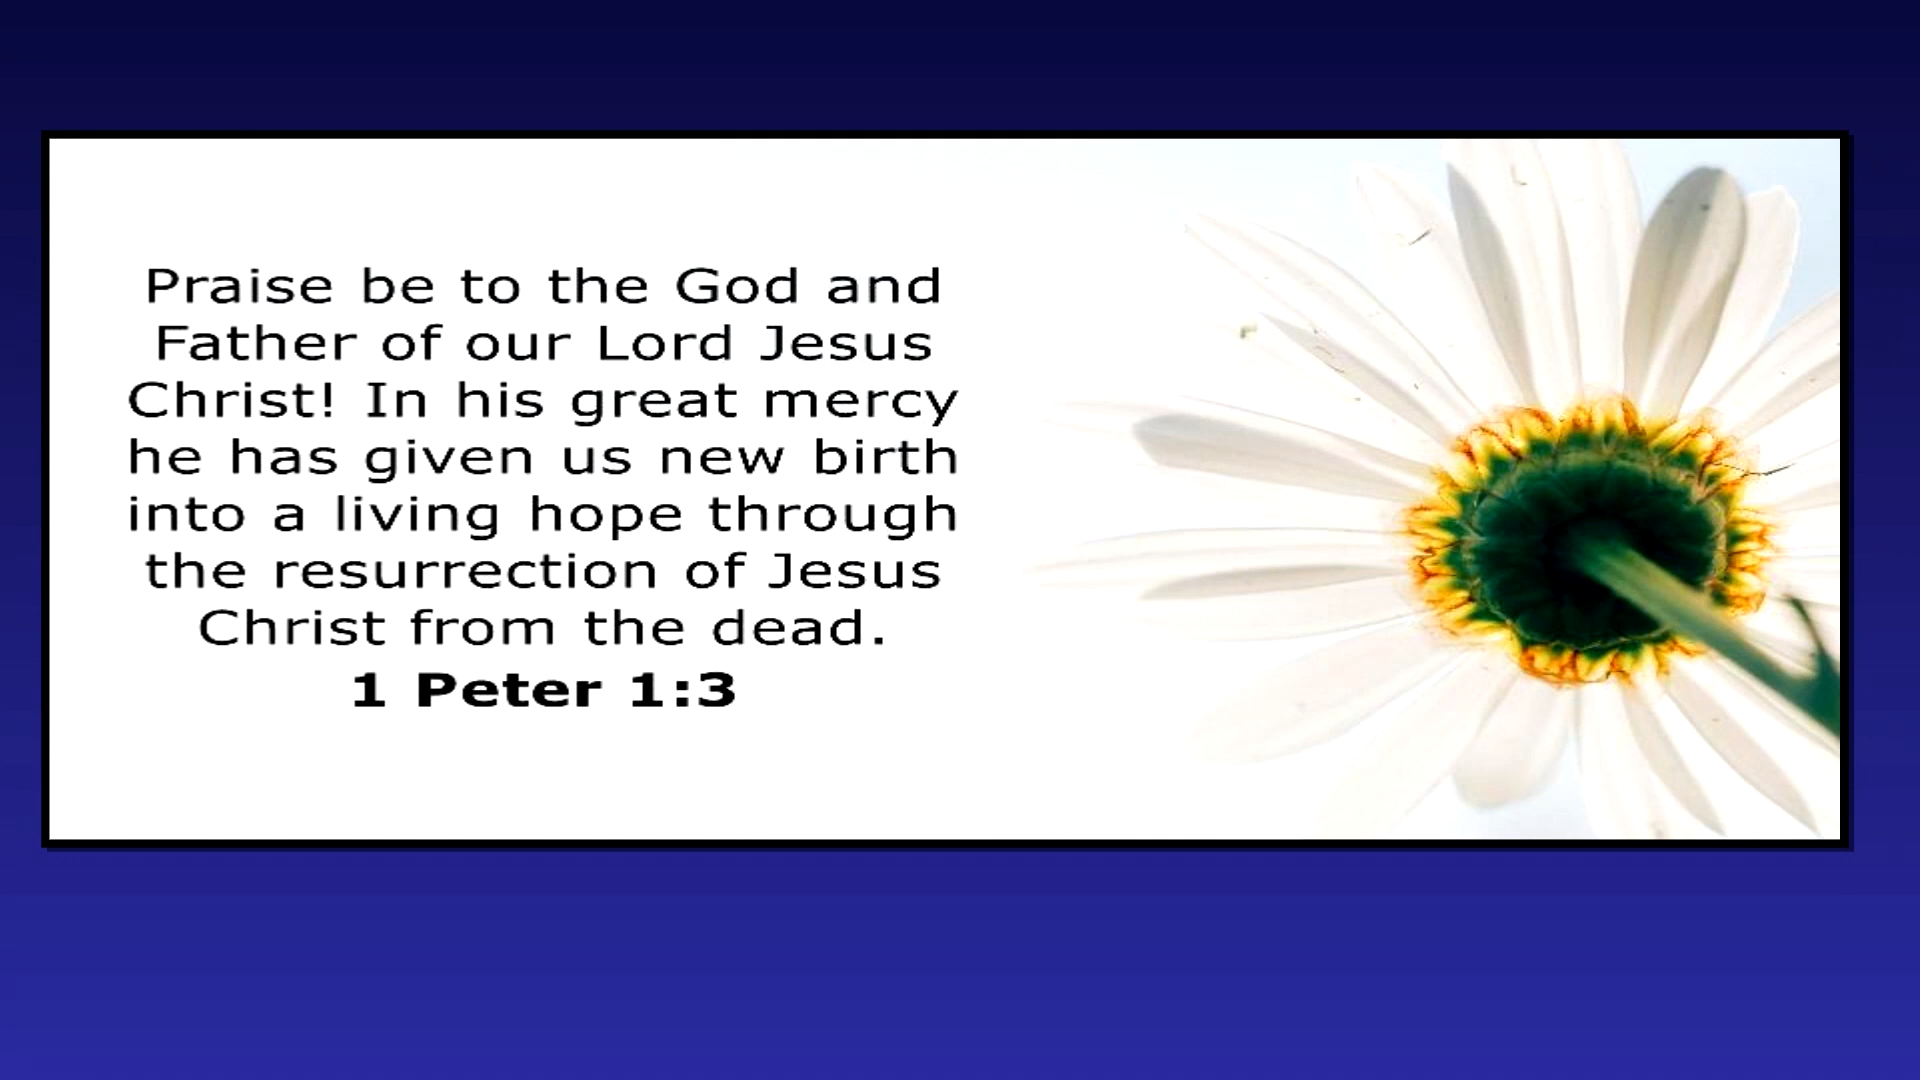 Praise be to the God and
Father of our Lord Jesus
Christ! In his great mercy
he has given us new birth
into a living hope through
the resurrection of Jesus
Christ from the dead.
1 Peter 1:3